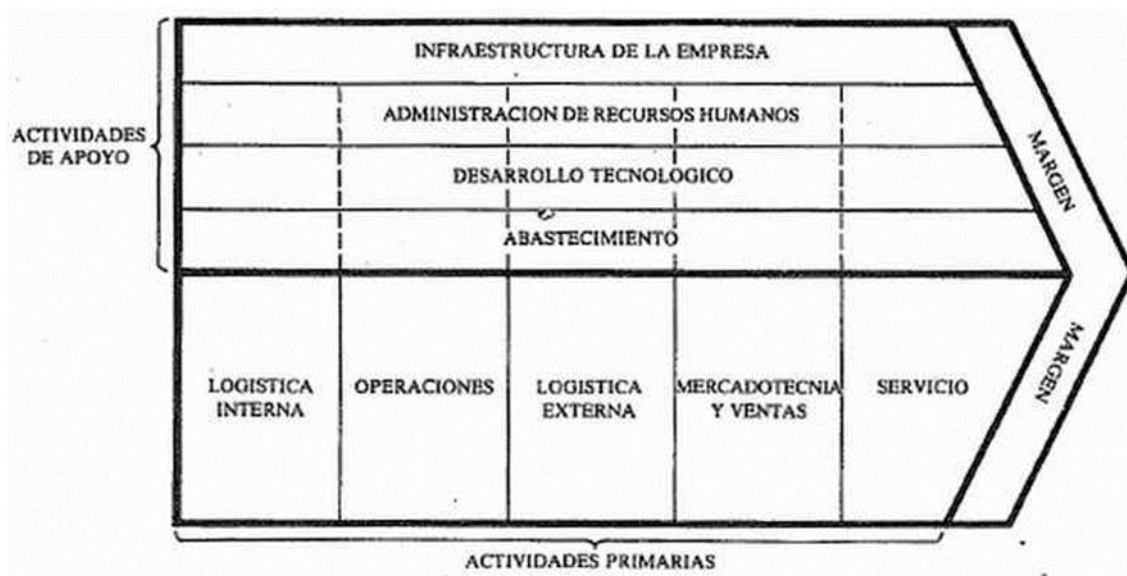 INFRAESTRUCTURA DE LA EMPRESA
ADMINISTRACION DE RECURSOS HUMANOS
ACTIVIDADES
DE APOYO
DESARROLLO TECNOLOGICO
ABASTECIMIENTO
MARGEN
LOGISTICA
INTERNA
OPERACIONES
LOGISTICA
EXTERNA
MERCADOTECNIA
Y VENTAS
SERVICIO
MARGEN
ACTIVIDADES PRIMARIAS